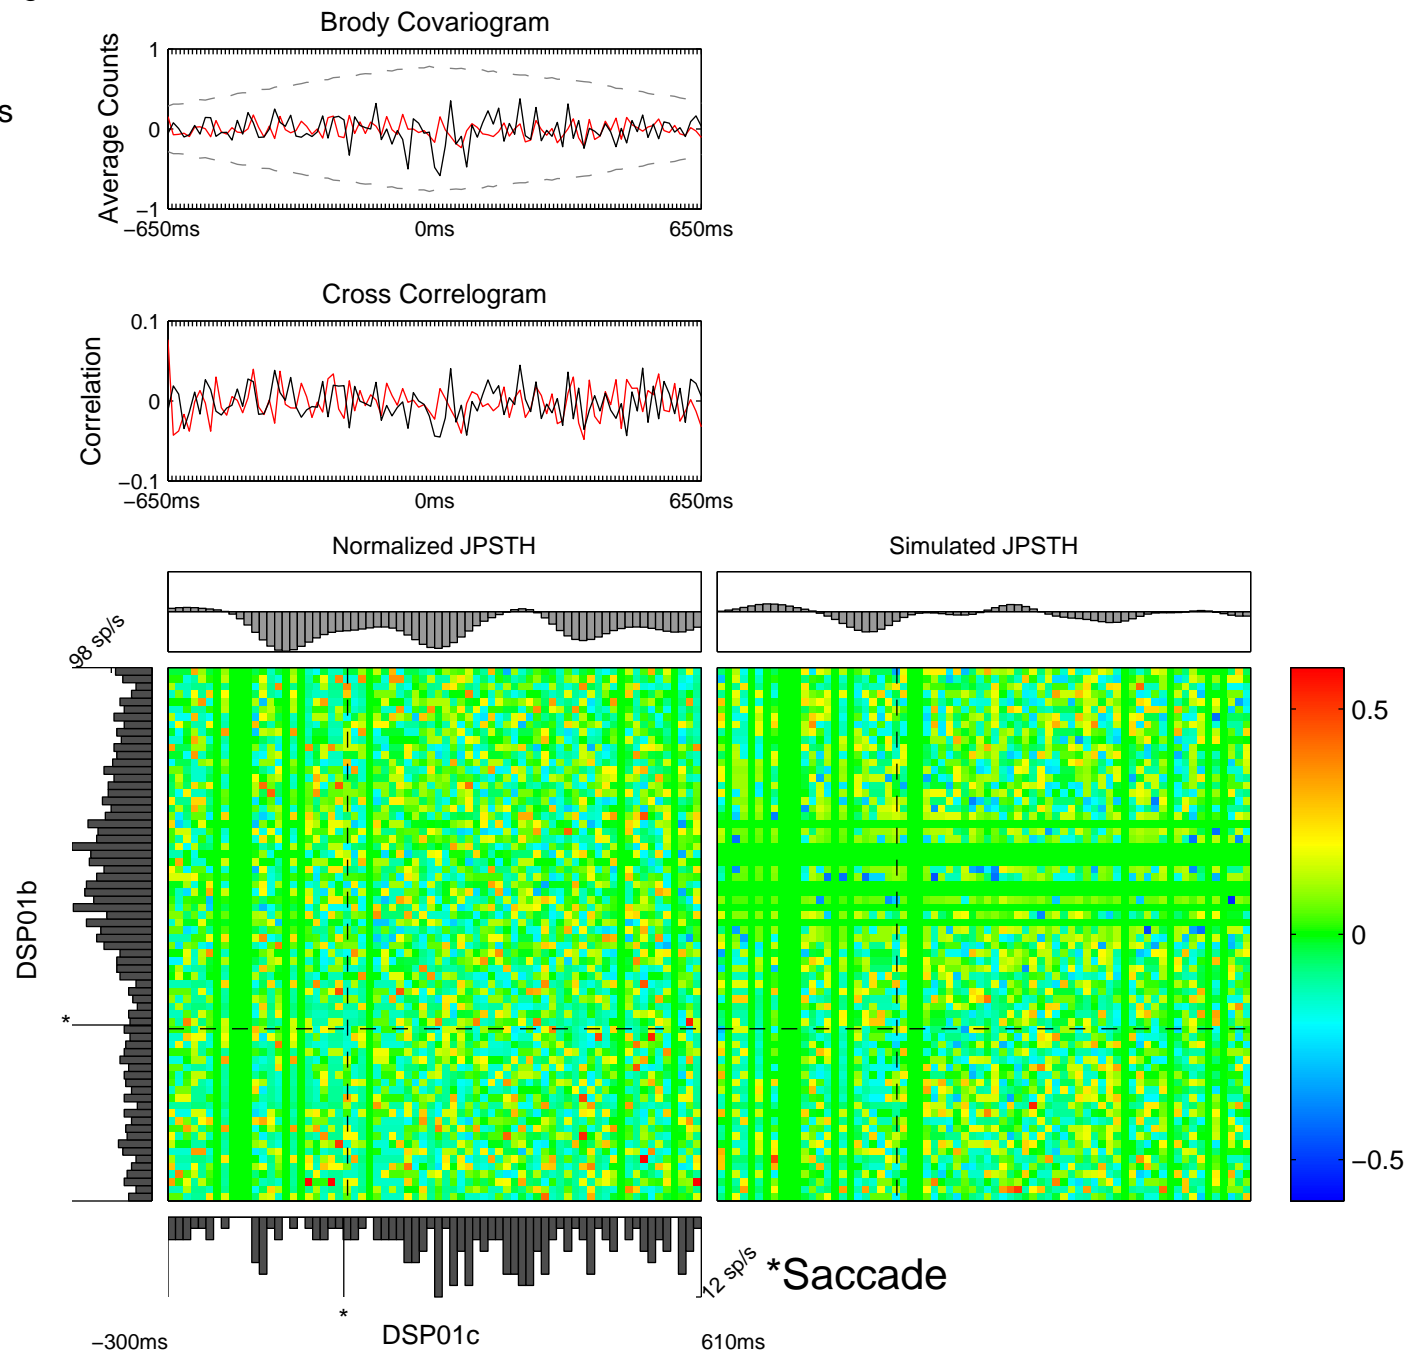 g
Brody Covariogram
Average Counts
1
0
−1
−650ms
0ms
650ms
s
Cross Correlogram
Correlation
0.1
0
−0.1
−650ms
0ms
650ms
Normalized JPSTH
Simulated JPSTH
98 sp/s
DSP01b
*
0.5
0
−0.5
12 sp/s
*Saccade
*
DSP01c
−300ms
610ms